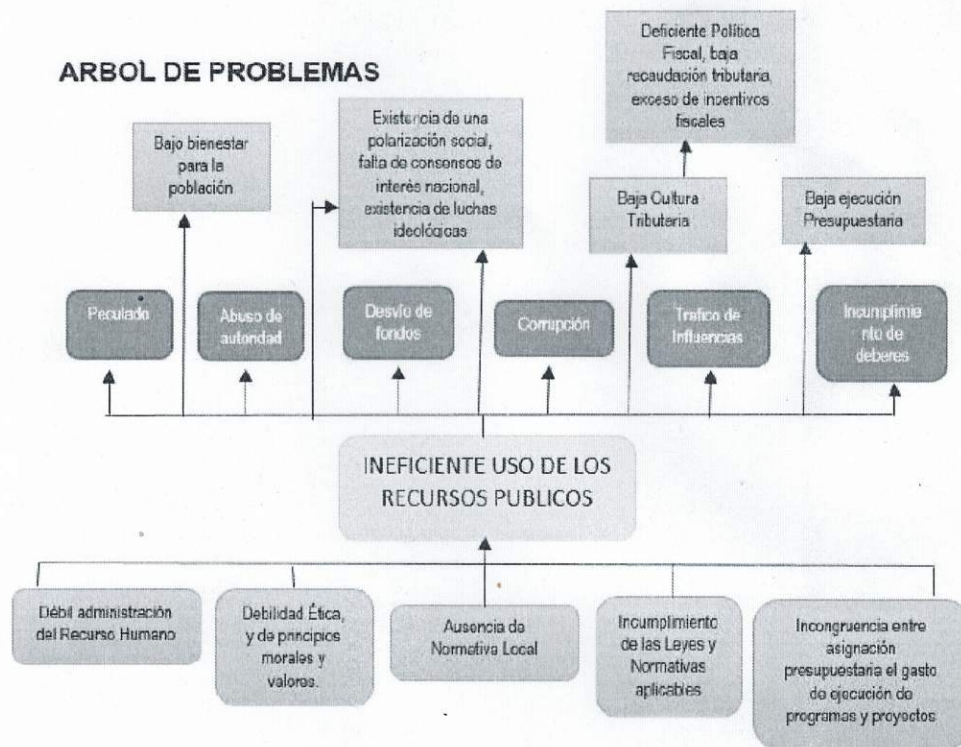 ARBOL DE PROBLEMAS
Deficiente Política
Fiscal, baja
recaudación tributaria,
exceso de incentivos
fiscales
Bajo bienestar
para la
población
Existencia de una
polarización social,
falta de consensos de
interés nacional,
existencia de luchas
ideológicas
Baja Cultura
Tributaria
Baja ejecución
Presupuestaria
Peculado
Abuso de
autoridad
Desvío de
fondos
Corrupción
Trafico de
Influencias
Incumplimie
nto de
deberes
INEFICIENTE USO DE LOS
RECURSOS PUBLICOS
Débil administración
del Recurso Humano
Debilidad Ética,
y de principios
morales y
valores.
Ausencia de
Normativa Local
Incumplimiento
de las Leyes y
Normativas
aplicables
Incongruencia entre
asignación
presupuestaria el gasto
de ejecución de
programas y proyectos